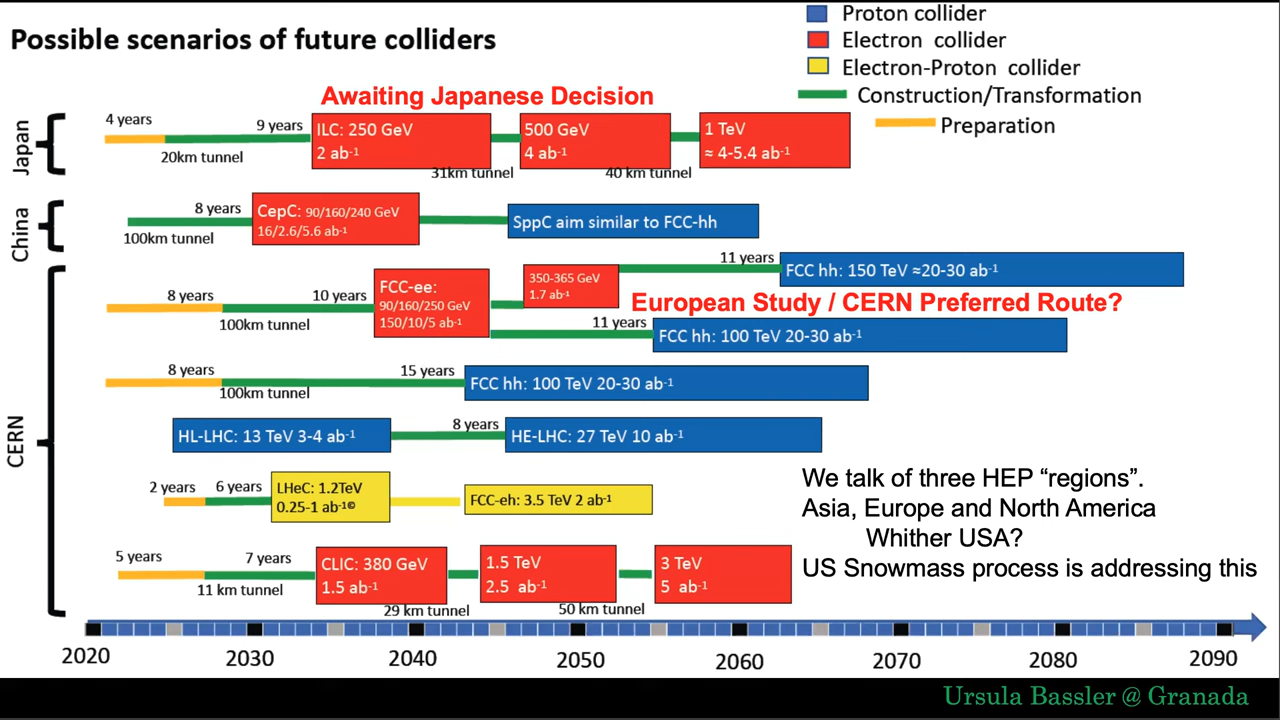 Possible scenarios of future colliders
Proton collider
Electron collider
Electron-Proton collider
Construction/Transformation
Preparation
Awaiting Japanese Decision
Japan
4 years
9 years
20km tunnel
ILC: 250 GeV
2 ab-1
31km tunnel
500 GeV
4 ab-1
40 km tunnel
1 TeV
≈ 4-5.4 ab-1
China
8 years
100km tunnel
CepC: 90/160/240 GeV
16/2.6/5.6 ab-1
SppC aim similar to FCC-hh
CERN
8 years
10 years
100km tunnel
FCC-ee:
90/160/250 GeV
150/10/5 ab-1
350-365 GeV
1.7 ab-1
11 years
FCC hh: 150 TeV ≈20-30 ab-1
European Study / CERN Preferred Route?
11 years
FCC hh: 100 TeV 20-30 ab-1
8 years
15 years
100km tunnel
FCC hh: 100 TeV 20-30 ab-1
HL-LHC: 13 TeV 3-4 ab-1
8 years
HE-LHC: 27 TeV 10 ab-1
2 years
6 years
LHeC: 1.2TeV
0.25-1 ab-1©
FCC-eh: 3.5 TeV 2 ab-1
5 years
7 years
11 km tunnel
CLIC: 380 GeV
1.5 ab-1
29 km tunnel
1.5 TeV
2.5 ab-1
50 km tunnel
3 TeV
5 ab-1
We talk of three HEP “regions”.
Asia, Europe and North America
Whither USA?
US Snowmass process is addressing this
2020 2030 2040 2050 2060 2070 2080 2090
Ursula Bassler @ Granada